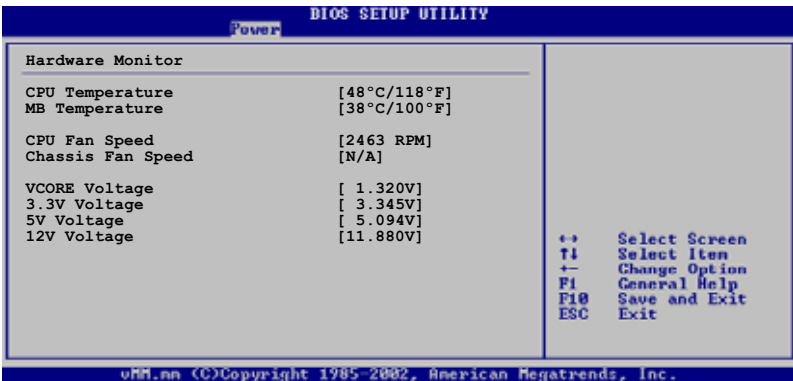 BIOS SETUP UTILITY
Power
Hardware Monitor
CPU Temperature [48°C/118°F]
MB Temperature [38°C/100°F]
CPU Fan Speed [2463 RPM]
Chassis Fan Speed [N/A]
VCORE Voltage [ 1.320V]
3.3V Voltage [ 3.345V]
5V Voltage [ 5.094V]
12V Voltage [11.880V]
←→ Select Screen
↑↓ Select Item
+- Change Option
F1 General Help
F10 Save and Exit
ESC Exit
vMM.mm (C)Copyright 1985-2002, American Megatrends, Inc.